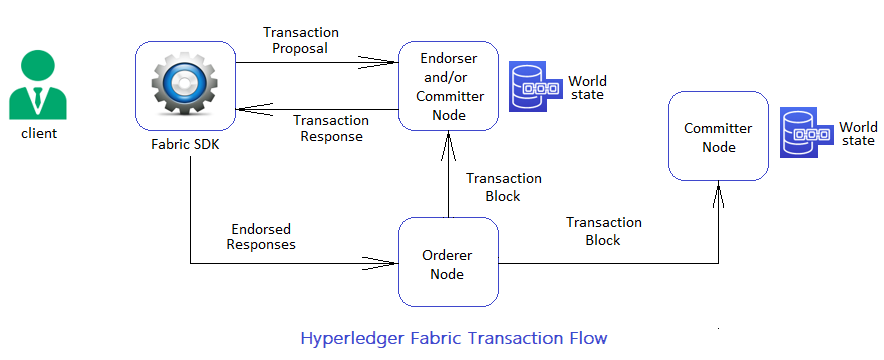 Transaction
Proposal
Endorser
and/or
Committer
Node
World
state
client
Fabric SDK
Transaction
Response
Committer
Node
World
state
Transaction
Block
Endorsed
Responses
Orderer
Node
Transaction
Block
Hyperledger Fabric Transaction Flow